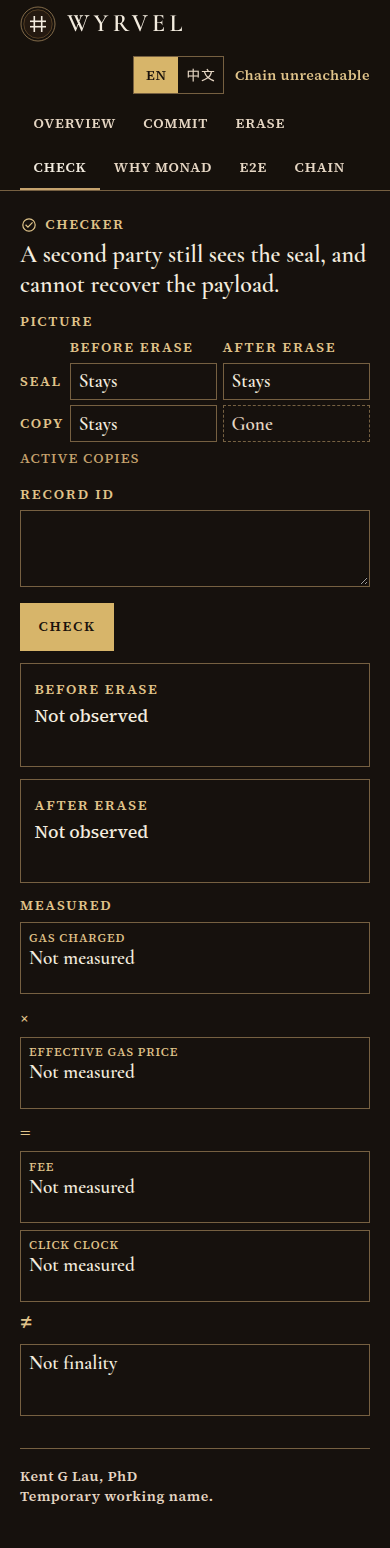 WYRVEL
EN 中文 Chain unreachable
OVERVIEW COMMIT ERASE
CHECK WHY MONAD E2E CHAIN
CHECKER
A second party still sees the seal, and
cannot recover the payload.
PICTURE
BEFORE ERASE AFTER ERASE
SEAL Stays Stays
COPY Stays Gone
ACTIVE COPIES
RECORD ID
CHECK
BEFORE ERASE
Not observed
AFTER ERASE
Not observed
MEASURED
GAS CHARGED
Not measured
×
EFFECTIVE GAS PRICE
Not measured
=
FEE
Not measured
CLICK CLOCK
Not measured
≠
Not finality
Kent G Lau, PhD
Temporary working name.